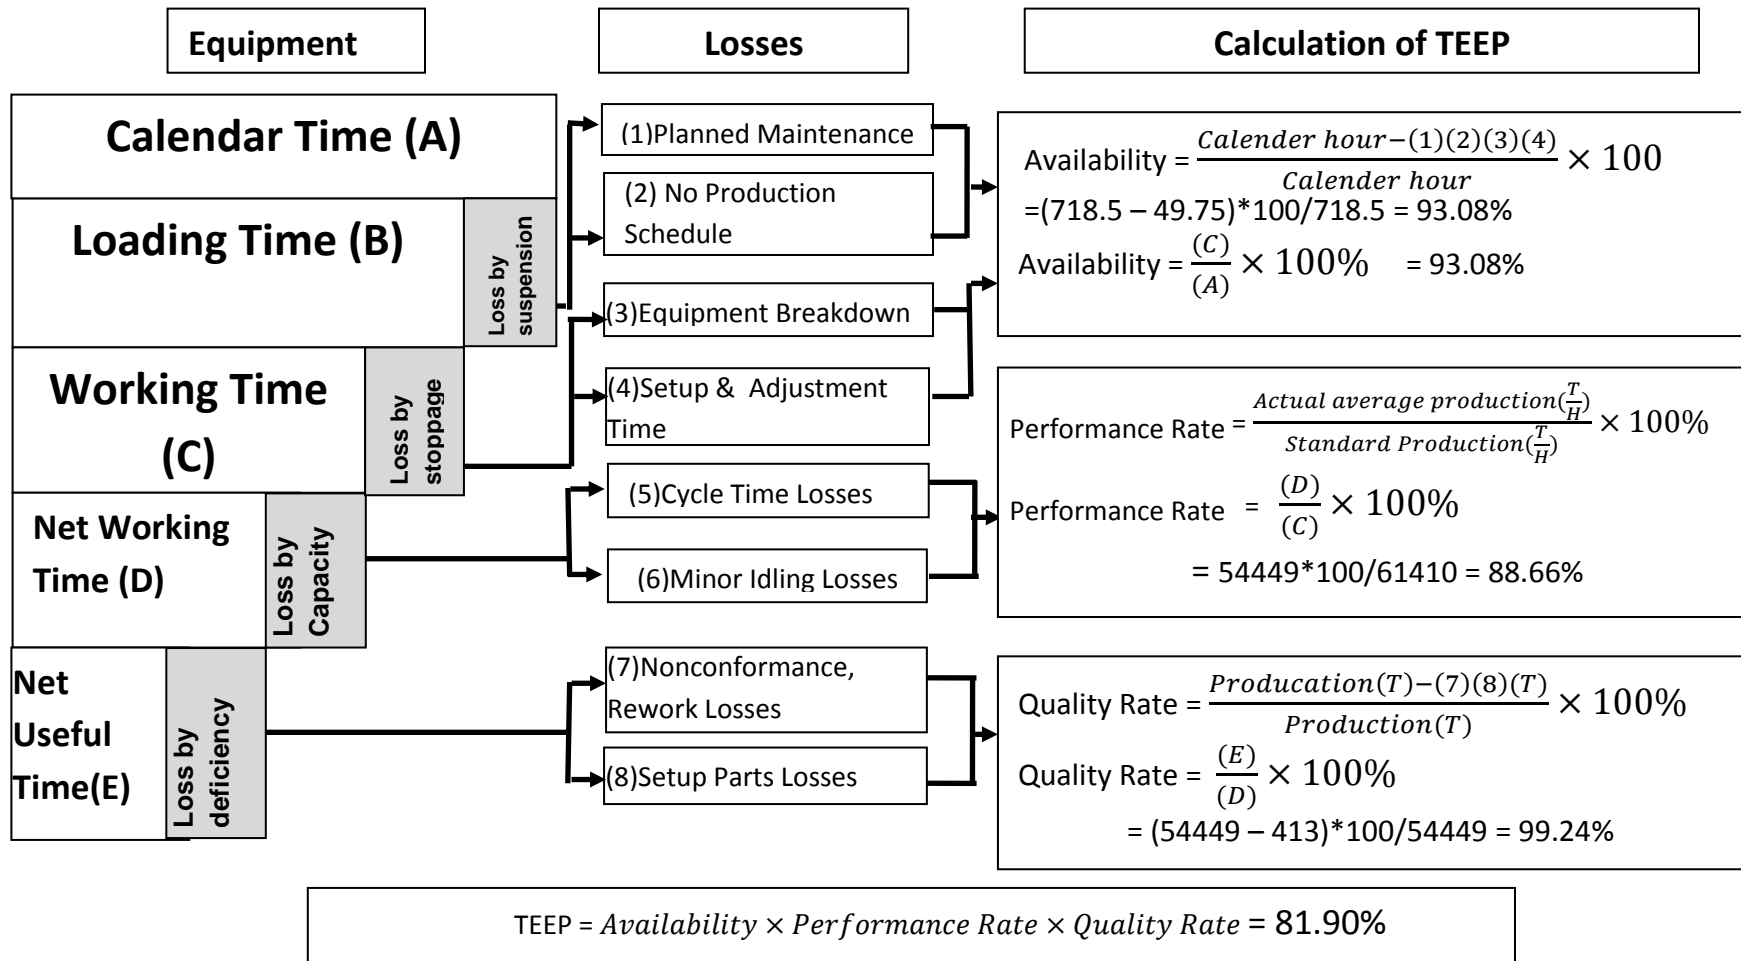 Equipment
Losses
Calculation of TEEP
Calendar Time (A)
Loading Time (B)
Loss by
suspension
Working Time
(C)
Loss by
stoppage
Net Working
Time (D)
Loss by
Capacity
Net
Useful
Time(E)
Loss by
deficiency
(1)Planned Maintenance
(2) No Production
Schedule
(3)Equipment Breakdown
(4)Setup & Adjustment
Time
(5)Cycle Time Losses
(6)Minor Idling Losses
(7)Nonconformance,
Rework Losses
(8)Setup Parts Losses
Availability = Calender hour−(1)(2)(3)(4) / Calender hour × 100
=(718.5 – 49.75)*100/718.5 = 93.08%
Availability = (C)/(A) × 100% = 93.08%
Performance Rate = Actual average production(T/H) / Standard Production(T/H) × 100%
Performance Rate = (D)/(C) × 100%
= 54449*100/61410 = 88.66%
Quality Rate = Producation(T)−(7)(8)(T) / Production(T) × 100%
Quality Rate = (E)/(D) × 100%
= (54449 – 413)*100/54449 = 99.24%
TEEP = Availability × Performance Rate × Quality Rate = 81.90%